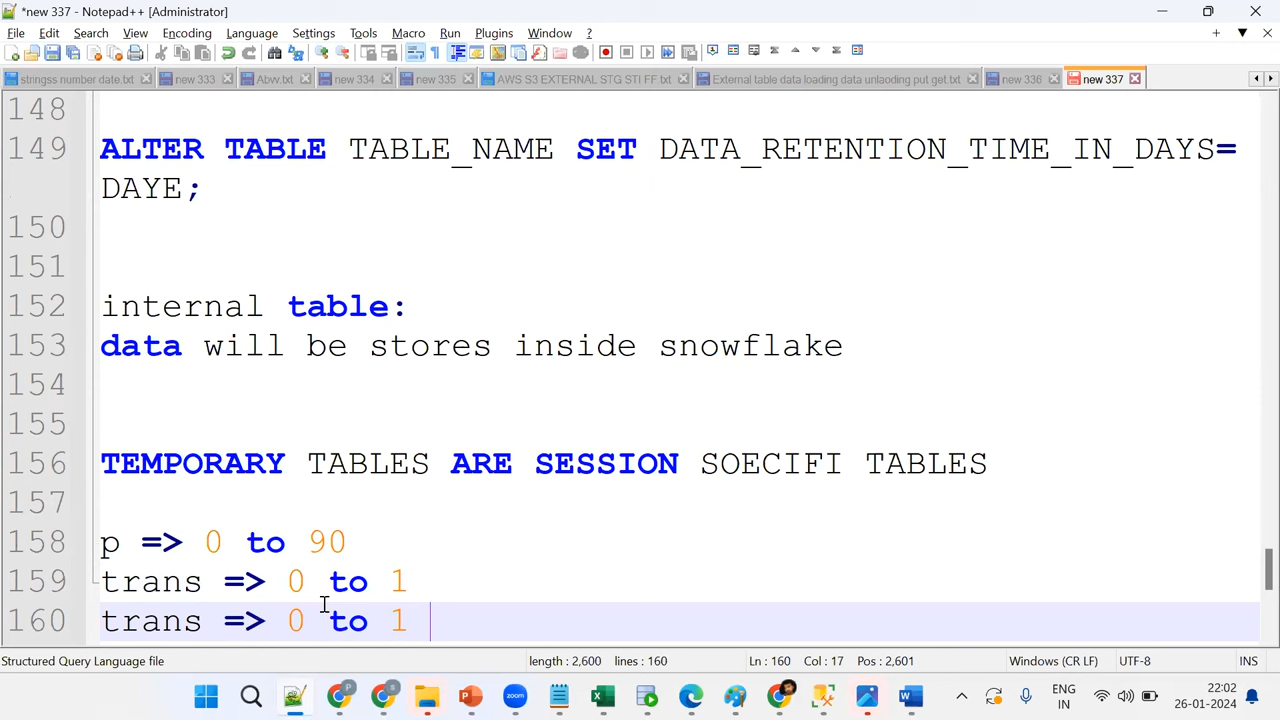 *new 337 - Notepad++ [Administrator]
File Edit Search View Encoding Language Settings Tools Macro Run Plugins Window ?
stringss number date.txt new 333 Abvv.txt new 334 new 335 AWS S3 EXTERNAL STG STI FF txt External table data loading data unlaoding put get.txt new 336 new 337
148
149 ALTER TABLE TABLE_NAME SET DATA_RETENTION_TIME_IN_DAYS=
DAYE;
150
151
152 internal table:
153 data will be stores inside snowflake
154
155
156 TEMPORARY TABLES ARE SESSION SOECIFI TABLES
157
158 p => 0 to 90
159 trans => 0 to 1
160 trans => 0 to 1
Structured Query Language file length : 2,600 lines : 160 Ln : 160 Col : 17 Pos : 2,601 Windows (CR LF) UTF-8 INS
ENG
IN
22:02
26-01-2024